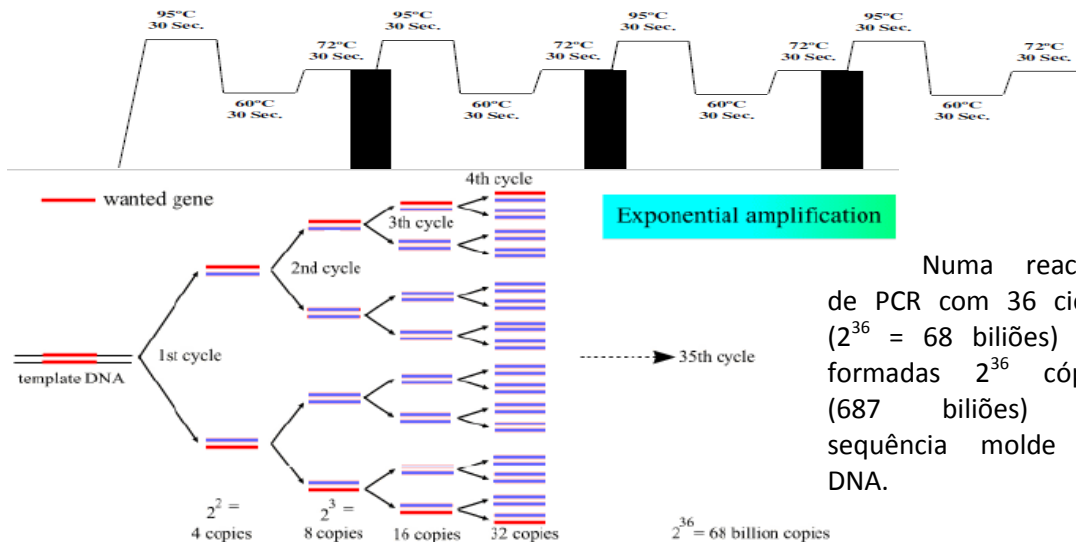 95°C
30 Sec.
60°C
30 Sec.
72°C
30 Sec.
95°C
30 Sec.
60°C
30 Sec.
72°C
30 Sec.
95°C
30 Sec.
60°C
30 Sec.
72°C
30 Sec.
95°C
30 Sec.
60°C
30 Sec.
72°C
30 Sec.
wanted gene
template DNA
1st cycle
2nd cycle
3th cycle
4th cycle
35th cycle
Exponential amplification
2² =
4 copies
2³ =
8 copies
16 copies
32 copies
2³⁶ = 68 billion copies
Numa reac
de PCR com 36 cic
(2³⁶ = 68 biliões)
formadas 2³⁶ cóp
(687 biliões)
sequência molde
DNA.